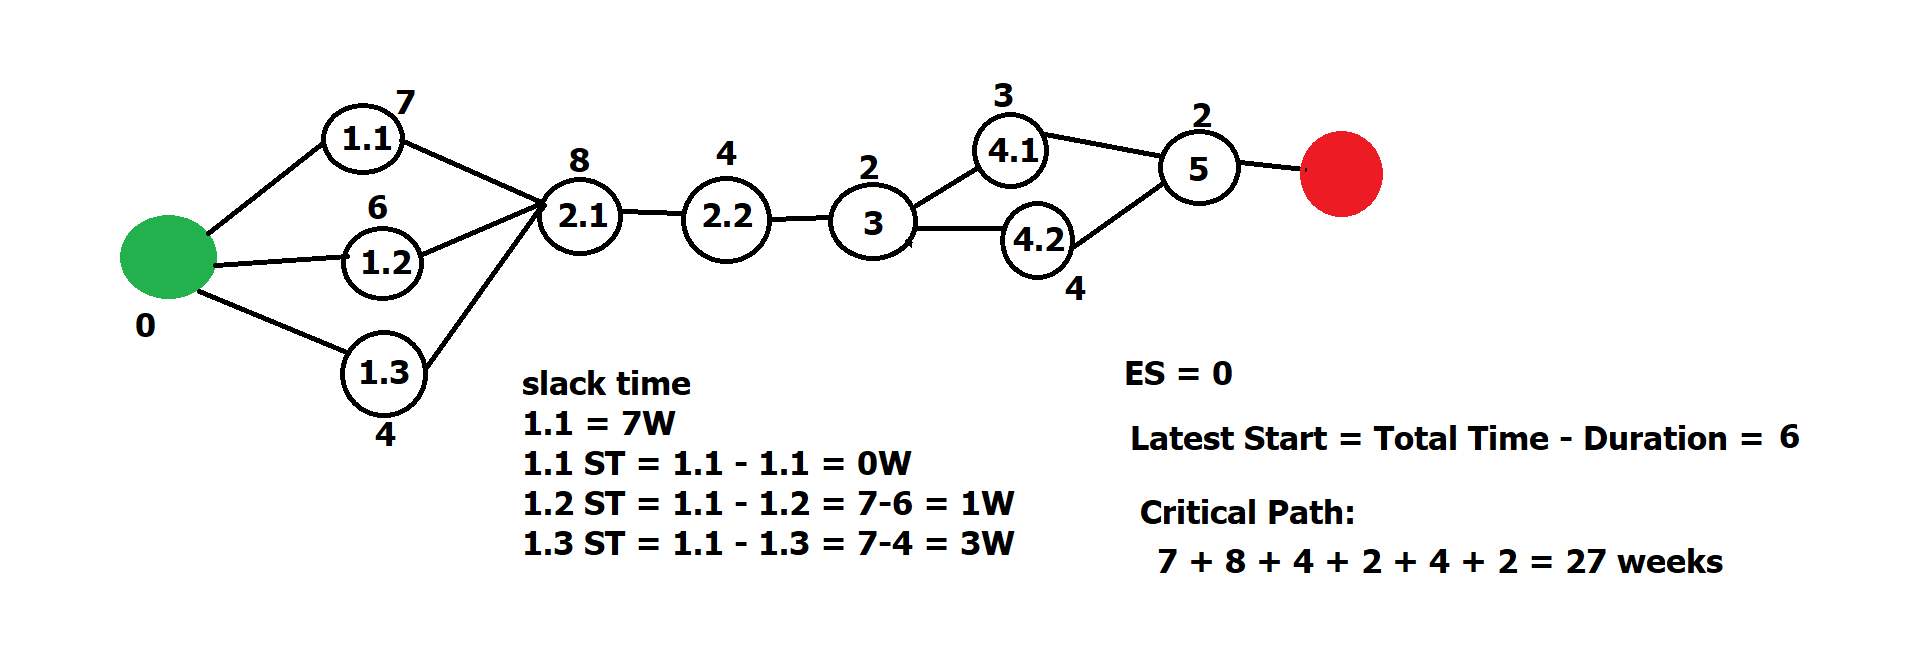 7
1.1
6
1.2
0
1.3
4
8
2.1
4
2.2
2
3
3
4.1
4.2
4
2
5
slack time
1.1 = 7W
1.1 ST = 1.1 - 1.1 = 0W
1.2 ST = 1.1 - 1.2 = 7-6 = 1W
1.3 ST = 1.1 - 1.3 = 7-4 = 3W
ES = 0
Latest Start = Total Time - Duration = 6
Critical Path:
7 + 8 + 4 + 2 + 4 + 2 = 27 weeks